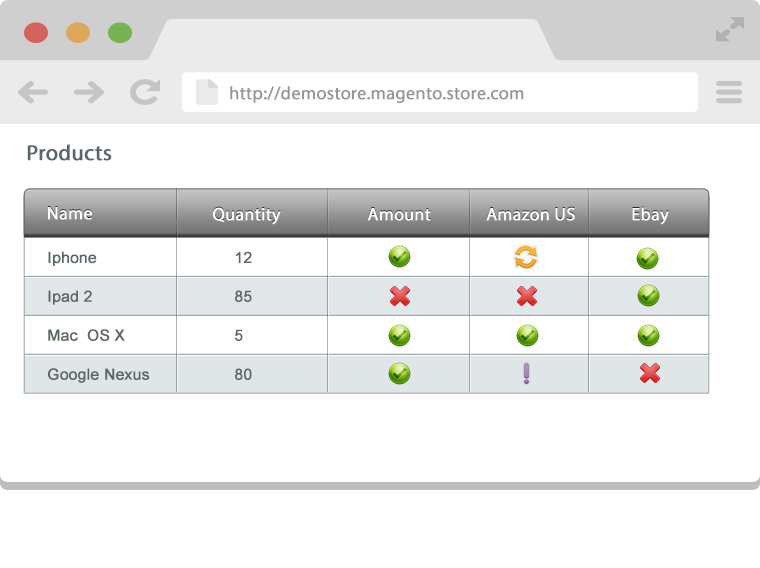 http://demostore.magento.store.com
Products
Name Quantity Amount Amazon US Ebay
Iphone 12
Ipad 2 85
Mac OS X 5
Google Nexus 80